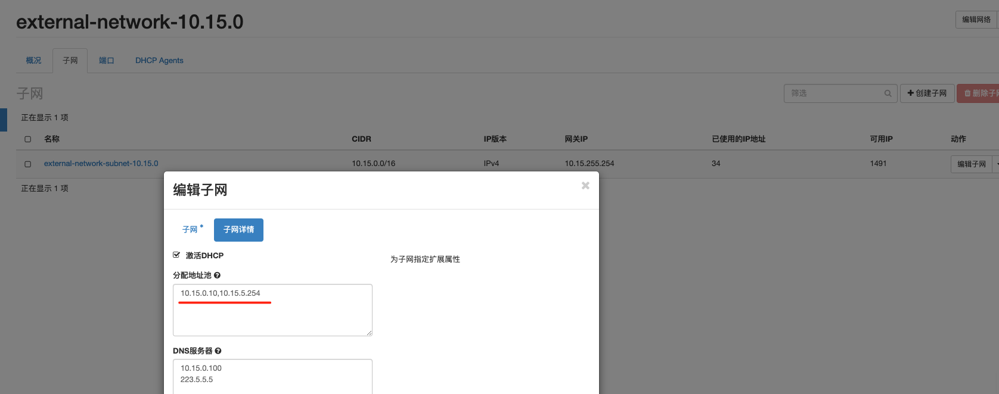 external-network-10.15.0
编辑网络
概况 子网 端口 DHCP Agents
子网
筛选 创建子网 删除子网
正在显示 1 项
名称 CIDR IP版本 网关IP 已使用的IP地址 可用IP 动作
external-network-subnet-10.15.0 10.15.0.0/16 IPv4 10.15.255.254 34 1491 编辑子网
正在显示 1 项
编辑子网 ×
子网 * 子网详情
激活DHCP
为子网指定扩展属性
分配地址池
10.15.0.10,10.15.5.254
DNS服务器
10.15.0.100
223.5.5.5